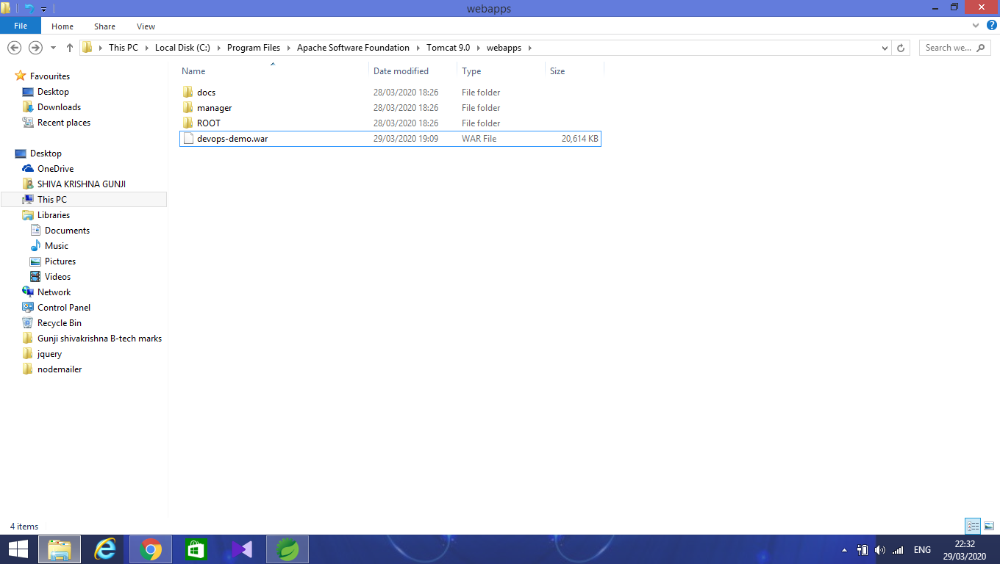 webapps
File Home Share View
This PC Local Disk (C:) Program Files Apache Software Foundation Tomcat 9.0 webapps Search we...
Favourites
Desktop
Downloads
Recent places
Desktop
OneDrive
SHIVA KRISHNA GUNJI
This PC
Libraries
Documents
Music
Pictures
Videos
Network
Control Panel
Recycle Bin
Gunji shivakrishna B-tech marks
jquery
nodemailer
Name Date modified Type Size
docs 28/03/2020 18:26 File folder
manager 28/03/2020 18:26 File folder
ROOT 28/03/2020 18:26 File folder
devops-demo.war 29/03/2020 19:09 WAR File 20,614 KB
4 items
ENG
22:32
29/03/2020